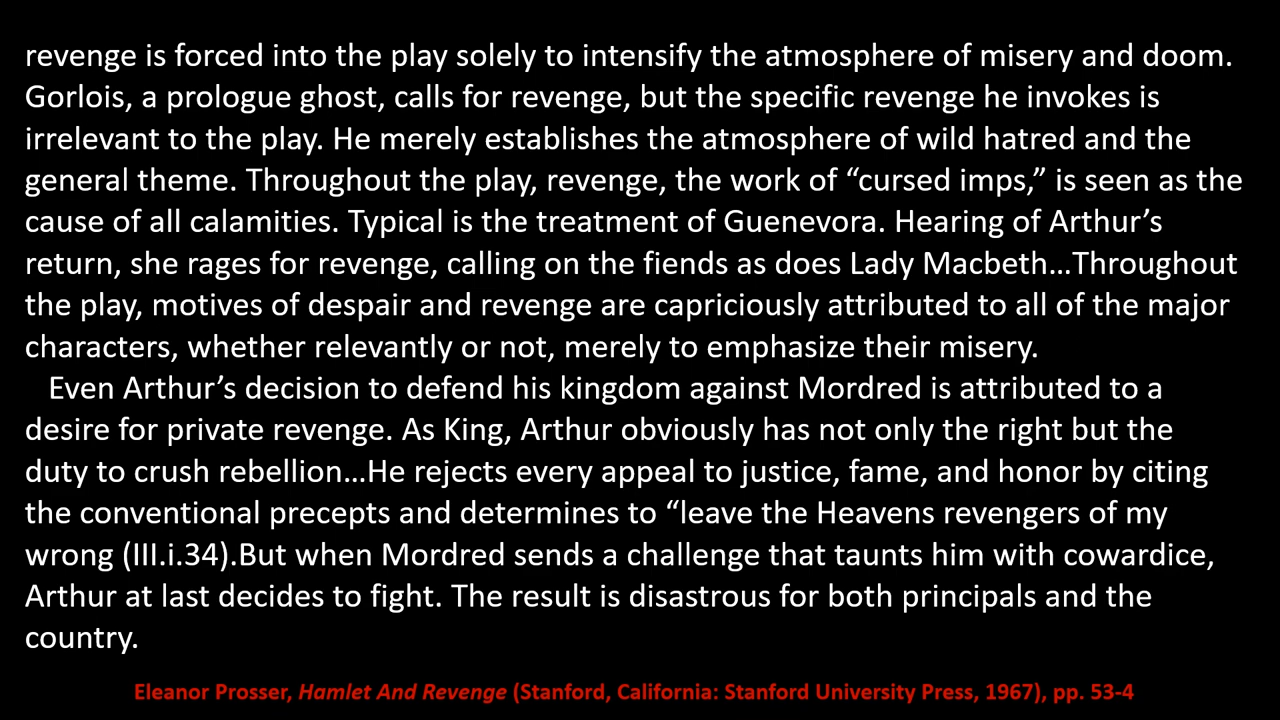 revenge is forced into the play solely to intensify the atmosphere of misery and doom.
Gorlois, a prologue ghost, calls for revenge, but the specific revenge he invokes is
irrelevant to the play. He merely establishes the atmosphere of wild hatred and the
general theme. Throughout the play, revenge, the work of “cursed imps,” is seen as the
cause of all calamities. Typical is the treatment of Guenevora. Hearing of Arthur’s
return, she rages for revenge, calling on the fiends as does Lady Macbeth…Throughout
the play, motives of despair and revenge are capriciously attributed to all of the major
characters, whether relevantly or not, merely to emphasize their misery.
Even Arthur’s decision to defend his kingdom against Mordred is attributed to a
desire for private revenge. As King, Arthur obviously has not only the right but the
duty to crush rebellion…He rejects every appeal to justice, fame, and honor by citing
the conventional precepts and determines to “leave the Heavens revengers of my
wrong (III.i.34).But when Mordred sends a challenge that taunts him with cowardice,
Arthur at last decides to fight. The result is disastrous for both principals and the
country.
Eleanor Prosser, Hamlet And Revenge (Stanford, California: Stanford University Press, 1967), pp. 53-4